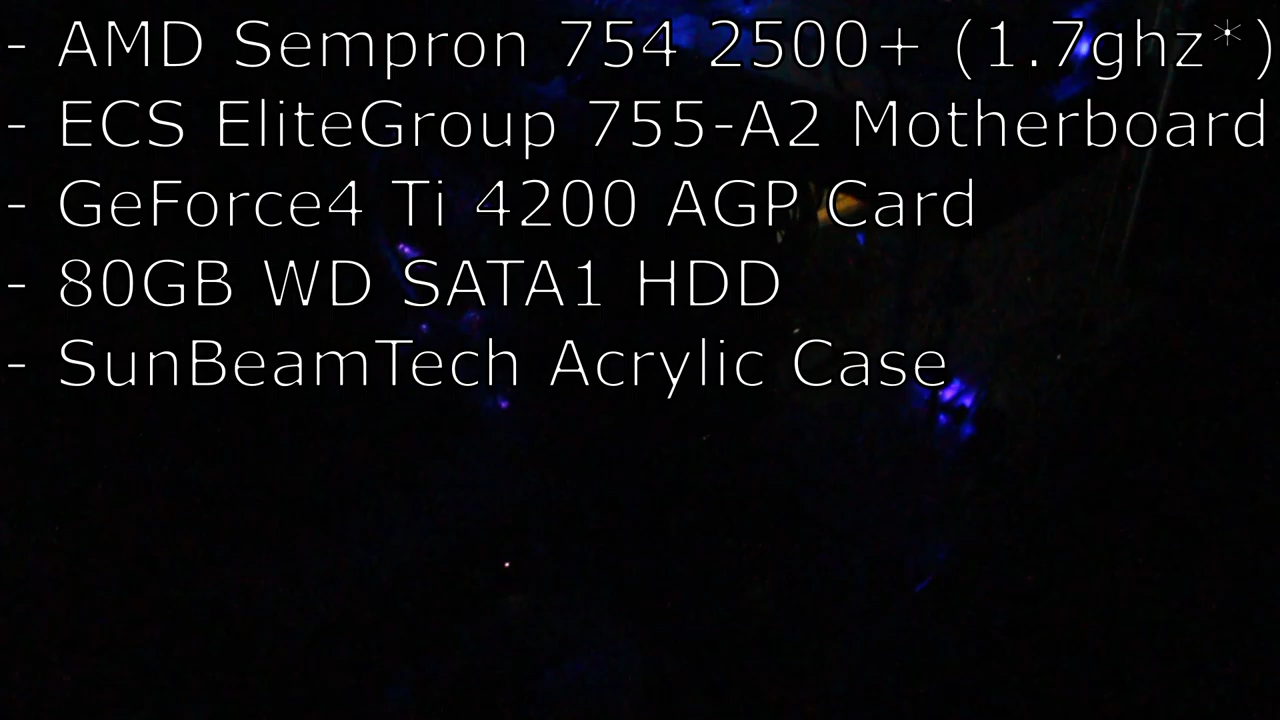 - AMD Sempron 754 2500+ (1.7ghz*)
- ECS EliteGroup 755-A2 Motherboard
- GeForce4 Ti 4200 AGP Card
- 80GB WD SATA1 HDD
- SunBeamTech Acrylic Case